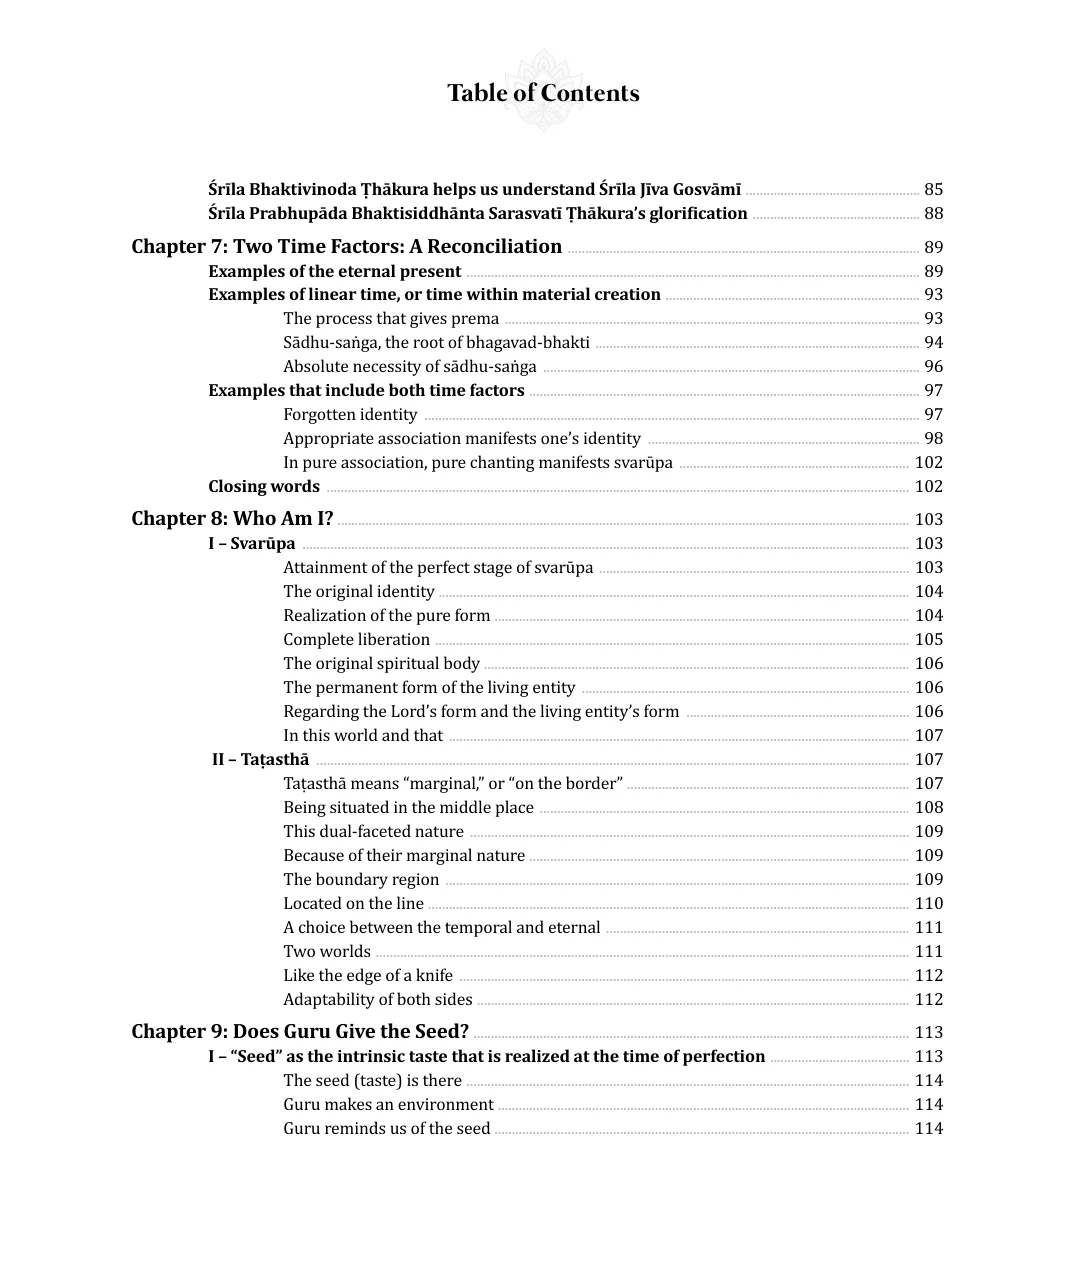 Table of Contents
Śrīla Bhaktivinoda Ṭhākura helps us understand Śrīla Jīva Gosvāmī 85
Śrīla Prabhupāda Bhaktisiddhānta Sarasvatī Ṭhākura’s glorification 88
Chapter 7: Two Time Factors: A Reconciliation 89
Examples of the eternal present 89
Examples of linear time, or time within material creation 93
The process that gives prema 93
Sādhu-saṅga, the root of bhagavad-bhakti 94
Absolute necessity of sādhu-saṅga 96
Examples that include both time factors 97
Forgotten identity 97
Appropriate association manifests one’s identity 98
In pure association, pure chanting manifests svarūpa 102
Closing words 102
Chapter 8: Who Am I? 103
I – Svarūpa 103
Attainment of the perfect stage of svarūpa 103
The original identity 104
Realization of the pure form 104
Complete liberation 105
The original spiritual body 106
The permanent form of the living entity 106
Regarding the Lord’s form and the living entity’s form 106
In this world and that 107
II – Taṭasthā 107
Taṭasthā means “marginal,” or “on the border” 107
Being situated in the middle place 108
This dual-faceted nature 109
Because of their marginal nature 109
The boundary region 109
Located on the line 110
A choice between the temporal and eternal 111
Two worlds 111
Like the edge of a knife 112
Adaptability of both sides 112
Chapter 9: Does Guru Give the Seed? 113
I – “Seed” as the intrinsic taste that is realized at the time of perfection 113
The seed (taste) is there 114
Guru makes an environment 114
Guru reminds us of the seed 114